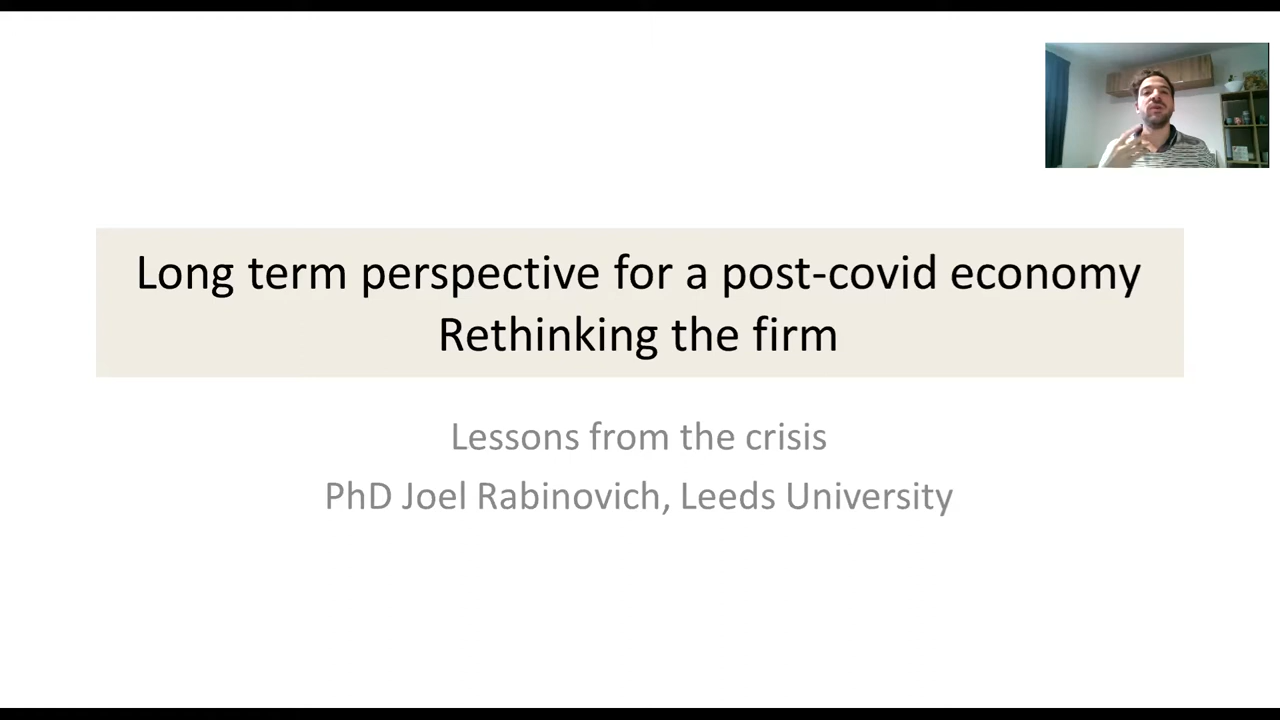 Long term perspective for a post-covid economy
Rethinking the firm
Lessons from the crisis
PhD Joel Rabinovich, Leeds University